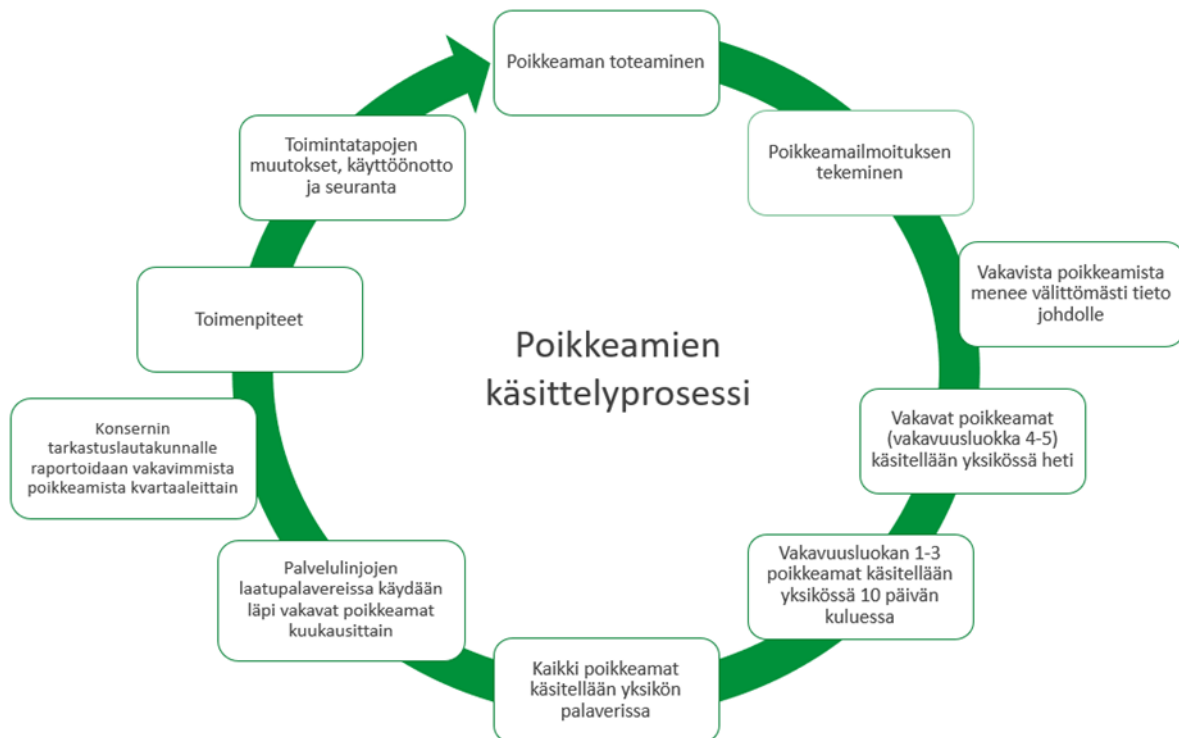 Poikkeamien
käsittelyprosessi
Poikkeaman toteaminen
Poikkeamailmoituksen
tekeminen
Vakavista poikkeamista
menee välittömästi tieto
johdolle
Vakavat poikkeamat
(vakavuusluokka 4-5)
käsitellään yksikössä heti
Vakavuusluokan 1-3
poikkeamat käsitellään
yksikössä 10 päivän
kuluessa
Kaikki poikkeamat
käsitellään yksikön
palaverissa
Palvelulinjojen
laatupalavereissa käydään
läpi vakavat poikkeamat
kuukausittain
Konsernin
tarkastuslautakunnalle
raportoidaan vakavimmista
poikkeamista kvartaaleittain
Toimenpiteet
Toimintatapojen
muutokset, käyttöönotto
ja seuranta